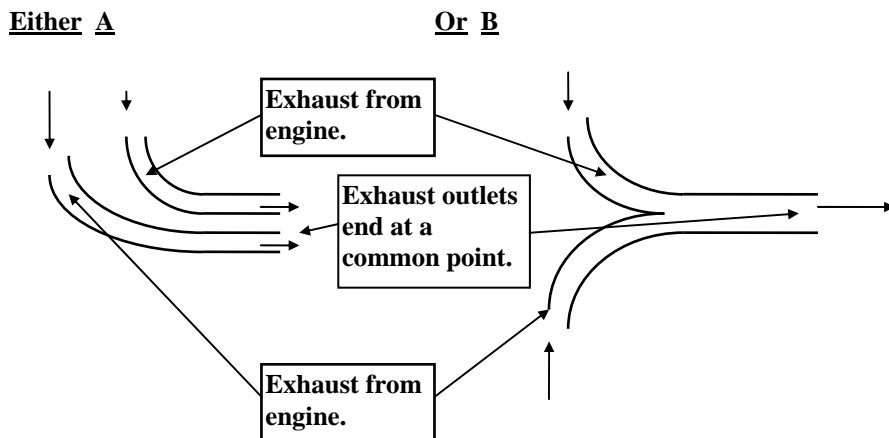 Either A
Or B
Exhaust from
engine.
Exhaust outlets
end at a
common point.
Exhaust from
engine.